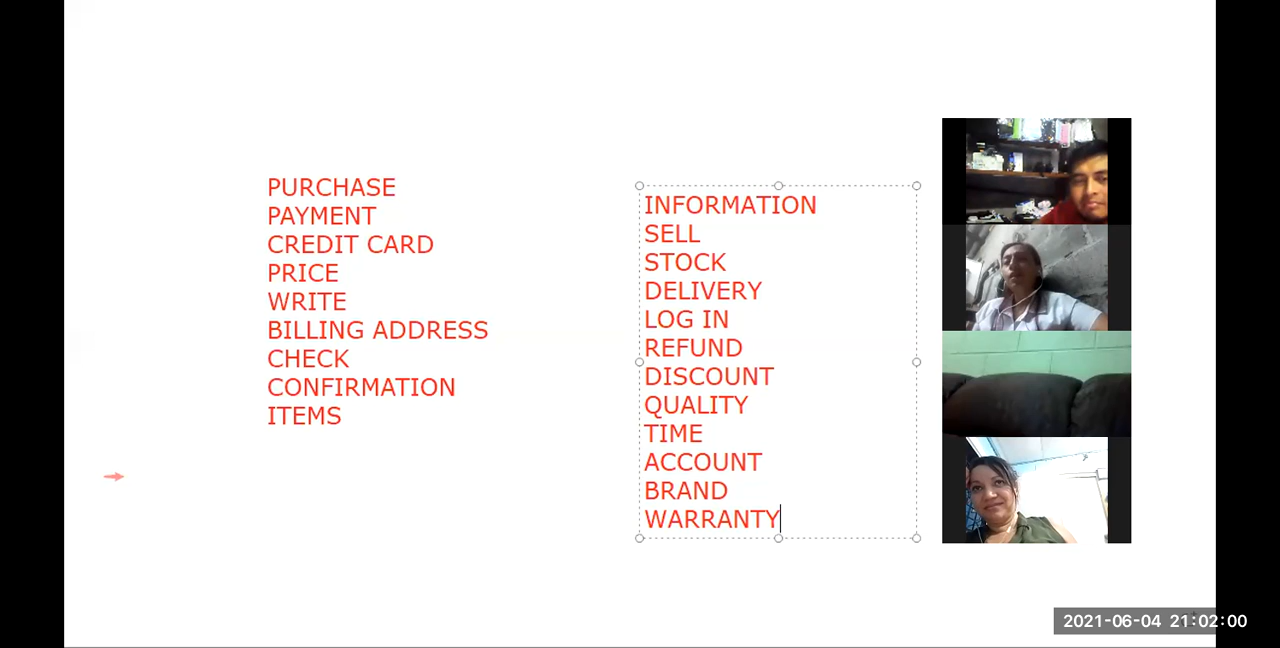 PURCHASE
PAYMENT
CREDIT CARD
PRICE
WRITE
BILLING ADDRESS
CHECK
CONFIRMATION
ITEMS
INFORMATION
SELL
STOCK
DELIVERY
LOG IN
REFUND
DISCOUNT
QUALITY
TIME
ACCOUNT
BRAND
WARRANTY
2021-06-04 21:02:00